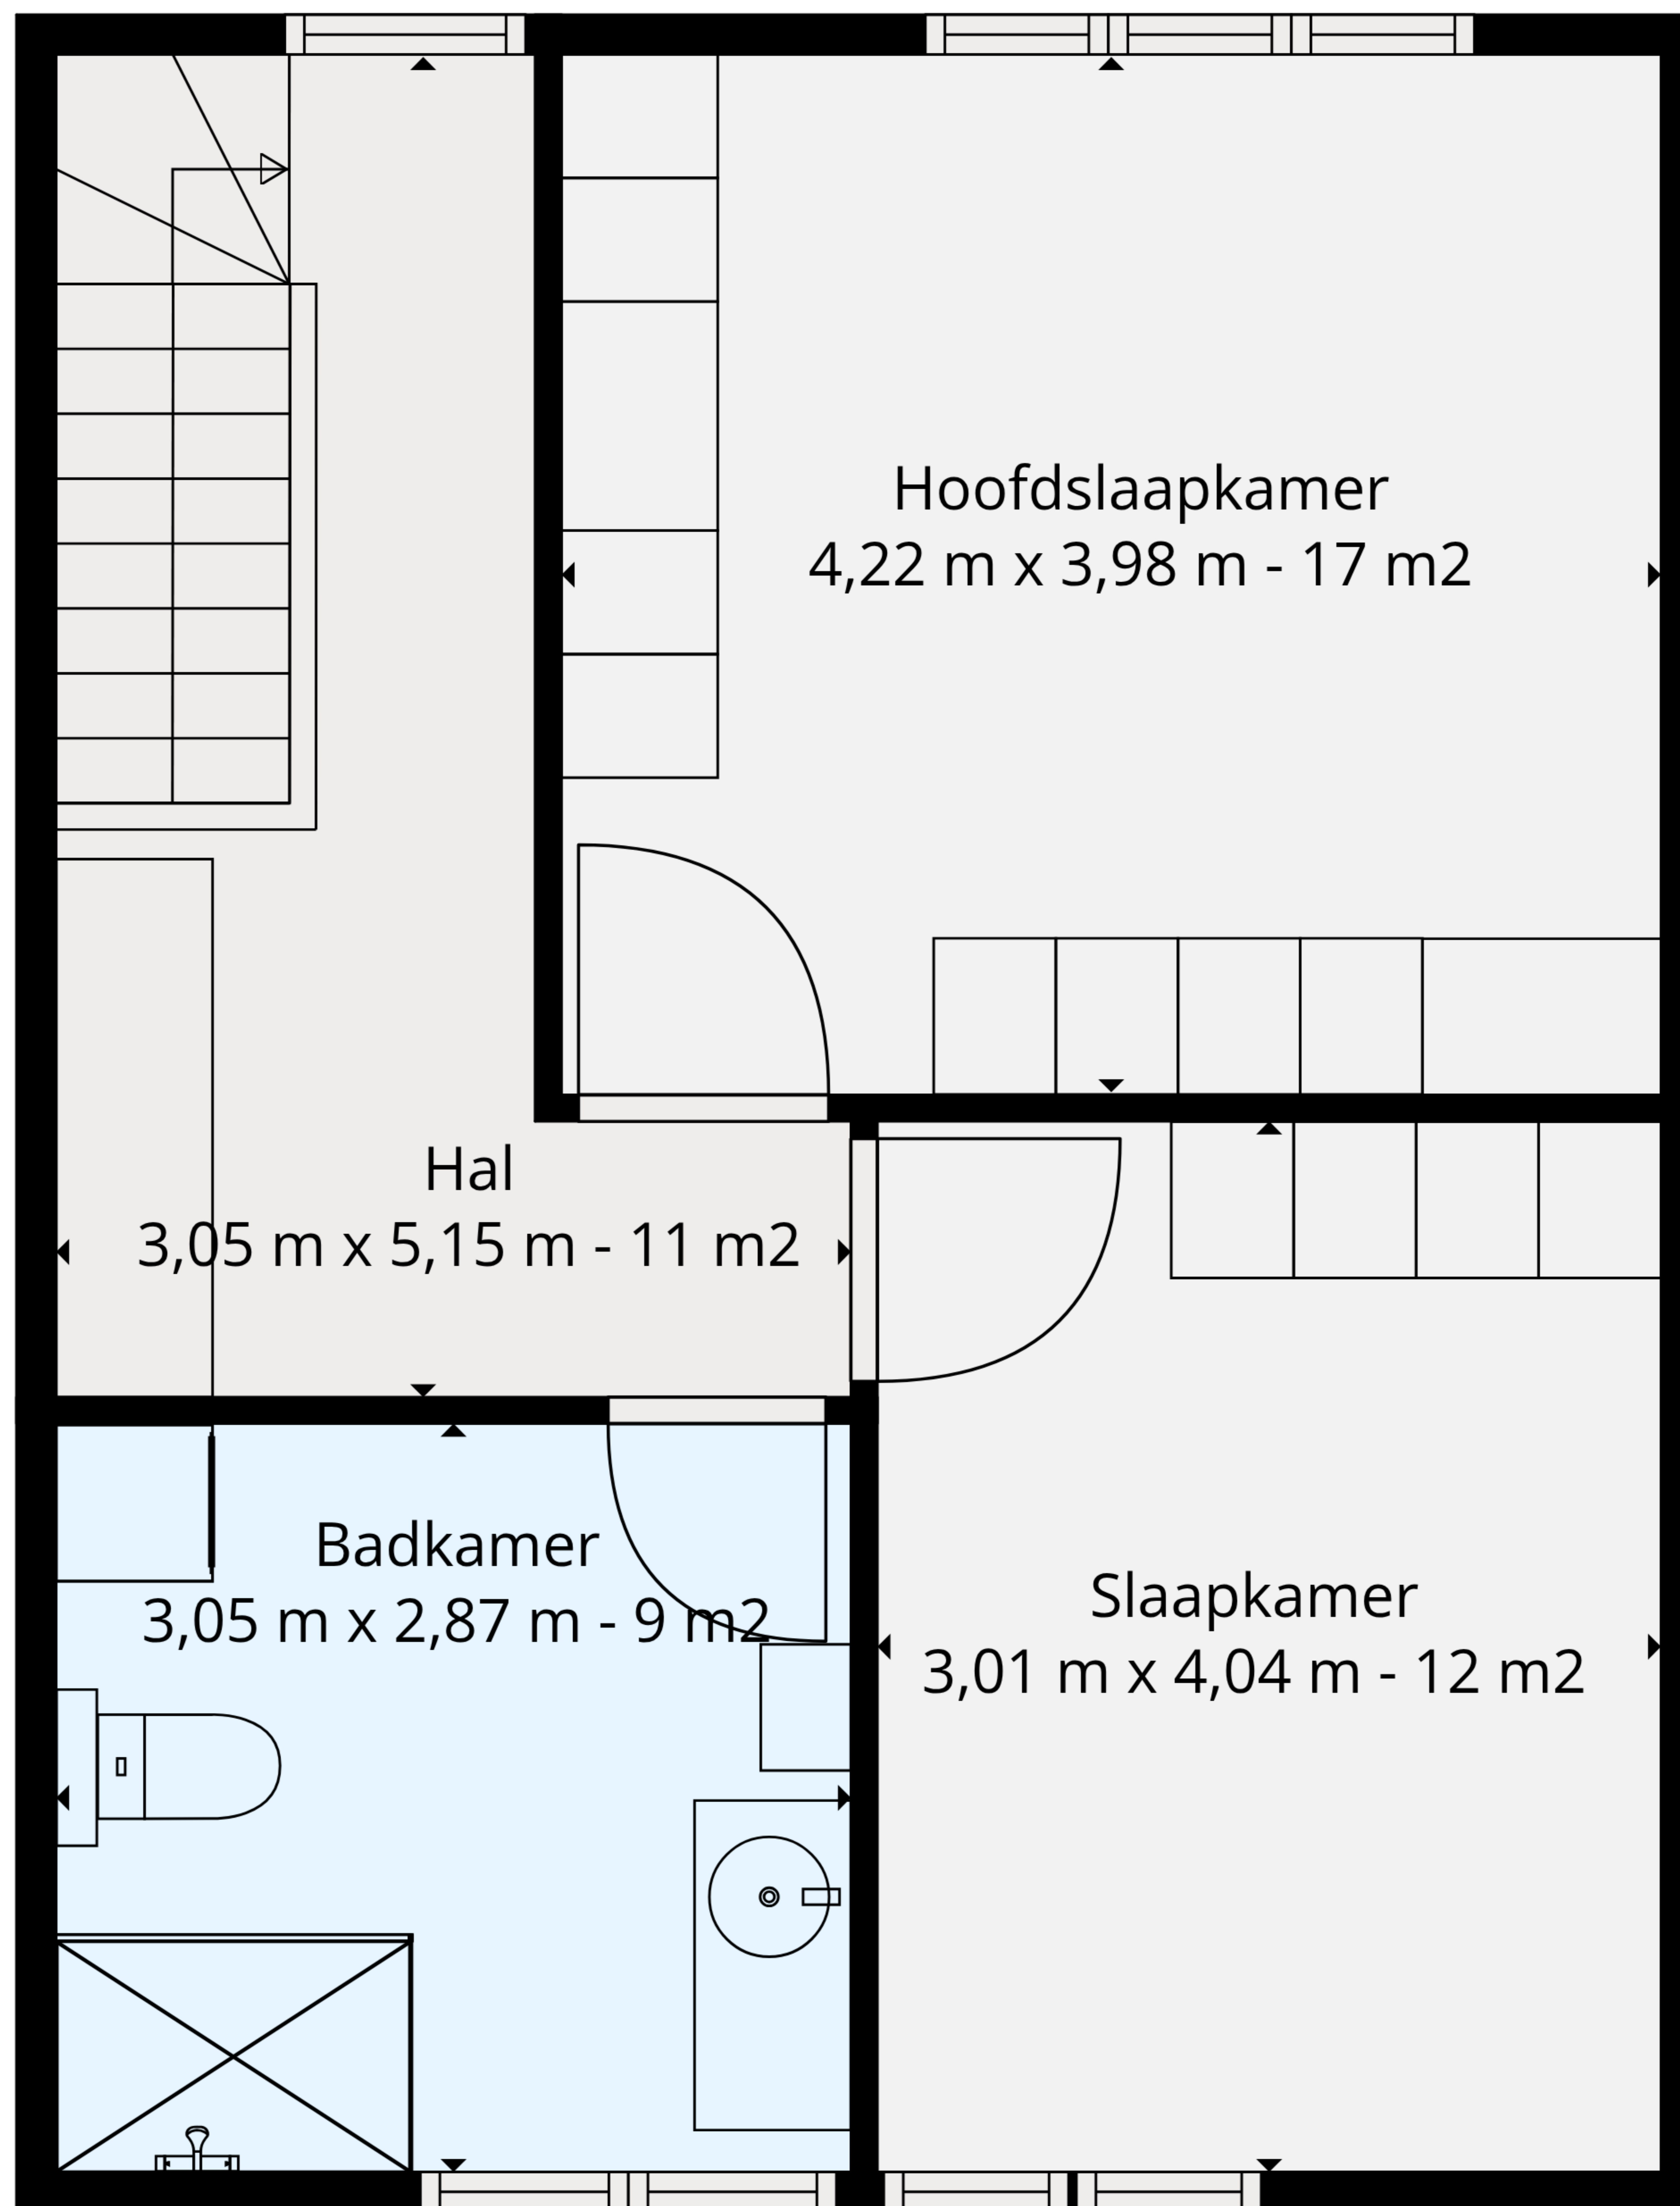 Hoofdslaapkamer
4,22 m x 3,98 m - 17 m2
Hal
3,05 m x 5,15 m - 11 m2
Badkamer
3,05 m x 2,87 m - 9 m2
Slaapkamer
3,01 m x 4,04 m - 12 m2